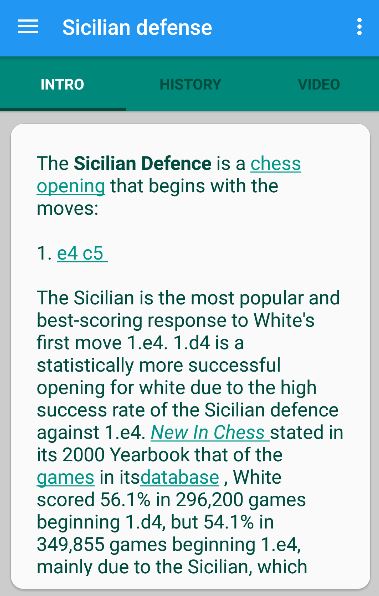 Sicilian defense
INTRO HISTORY VIDEO
The Sicilian Defence is a chess
opening that begins with the
moves:
1. e4 c5
The Sicilian is the most popular and
best-scoring response to White's
first move 1.e4. 1.d4 is a
statistically more successful
opening for white due to the high
success rate of the Sicilian defence
against 1.e4. New In Chess stated in
its 2000 Yearbook that of the
games in itsdatabase , White
scored 56.1% in 296,200 games
beginning 1.d4, but 54.1% in
349,855 games beginning 1.e4,
mainly due to the Sicilian, which